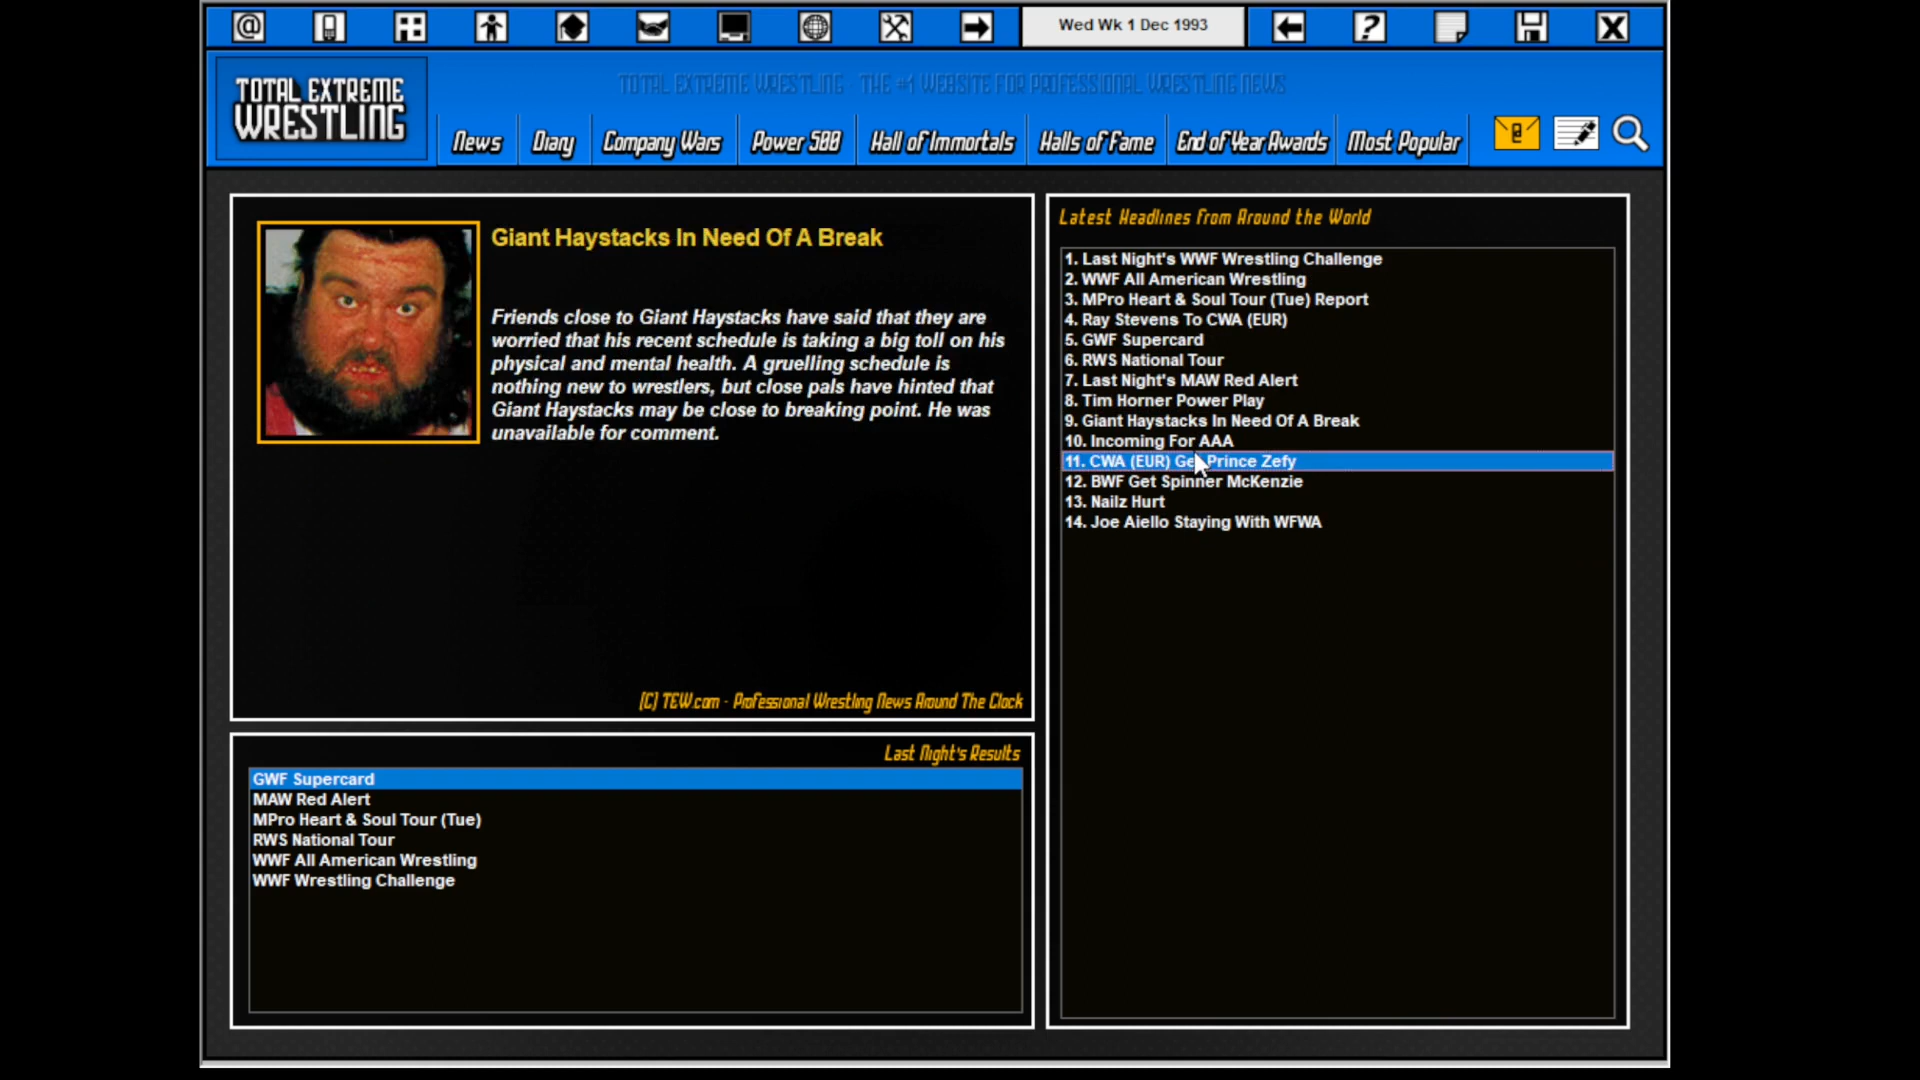 Wed Wk 1 Dec 1993
TOTAL EXTREME WRESTLING
TOTAL EXTREME WRESTLING THE #1 WEBSITE FOR PROFESSIONAL WRESTLING NEWS
News
Diary
Company Wars
Power 500
Hall of Immortals
Halls of Fame
End of Year Awards
Most Popular
Giant Haystacks In Need Of A Break
Friends close to Giant Haystacks have said that they are
worried that his recent schedule is taking a big toll on his
physical and mental health. A gruelling schedule is
nothing new to wrestlers, but close pals have hinted that
Giant Haystacks may be close to breaking point. He was
unavailable for comment.
(C) TEW.com - Professional Wrestling News Around The Clock
Last Night's Results
GWF Supercard
MAW Red Alert
MPro Heart & Soul Tour (Tue)
RWS National Tour
WWF All American Wrestling
WWF Wrestling Challenge
Latest Headlines From Around the World
1. Last Night's WWF Wrestling Challenge
2. WWF All American Wrestling
3. MPro Heart & Soul Tour (Tue) Report
4. Ray Stevens To CWA (EUR)
5. GWF Supercard
6. RWS National Tour
7. Last Night's MAW Red Alert
8. Tim Horner Power Play
9. Giant Haystacks In Need Of A Break
10. Incoming For AAA
11. CWA (EUR) Get Prince Zefy
12. BWF Get Spinner McKenzie
13. Nailz Hurt
14. Joe Aiello Staying With WFWA